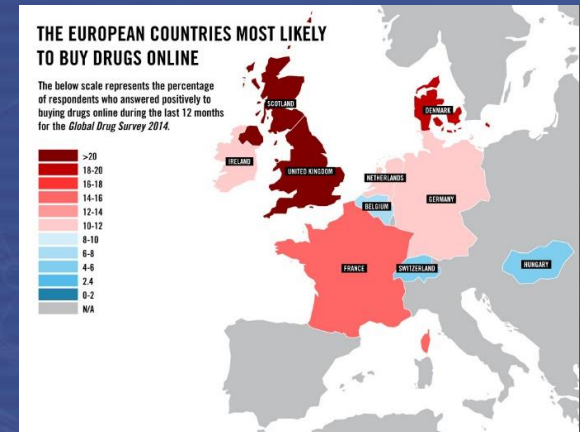 THE EUROPEAN COUNTRIES MOST LIKELY
TO BUY DRUGS ONLINE
The below scale represents the percentage
of respondents who answered positively to
buying drugs online during the last 12 months
for the Global Drug Survey 2014.
>20
18-20
16-18
14-16
12-14
10-12
8-10
6-8
4-6
2.4
0-2
N/A
SCOTLAND
DENMARK
IRELAND
UNITED KINGDOM
NETHERLANDS
BELGIUM
GERMANY
FRANCE
SWITZERLAND
HUNGARY